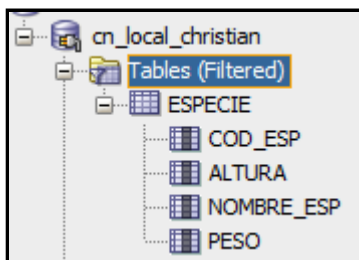 cn_local_christian
Tables (Filtered)
ESPECIE
COD_ESP
ALTURA
NOMBRE_ESP
PESO